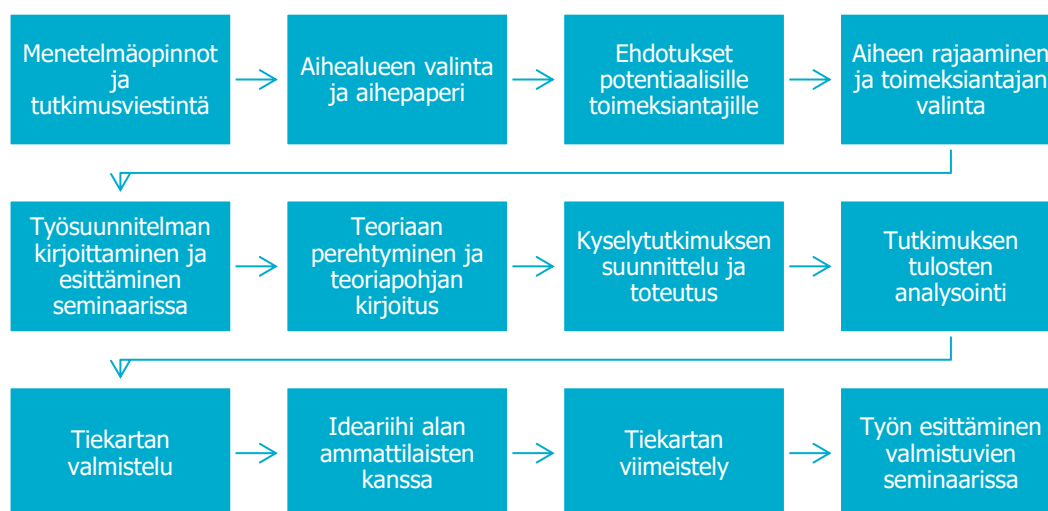 Menetelmäopinnot
ja
tutkimusviestintä
Aihealueen valinta
ja aihepaperi
Ehdotukset
potentiaalisille
toimeksiantajille
Aiheen rajaaminen
ja toimeksiantajan
valinta
Työsuunnitelman
kirjoittaminen ja
esittäminen
seminaarissa
Teoriaan
perehtyminen ja
teoriapohjan
kirjoitus
Kyselytutkimuksen
suunnittelu ja
toteutus
Tutkimuksen
tulosten
analysointi
Tiekartan
valmistelu
Ideariihi alan
ammattilaisten
kanssa
Tiekartan
viimeistely
Työn esittäminen
valmistuvien
seminaarissa